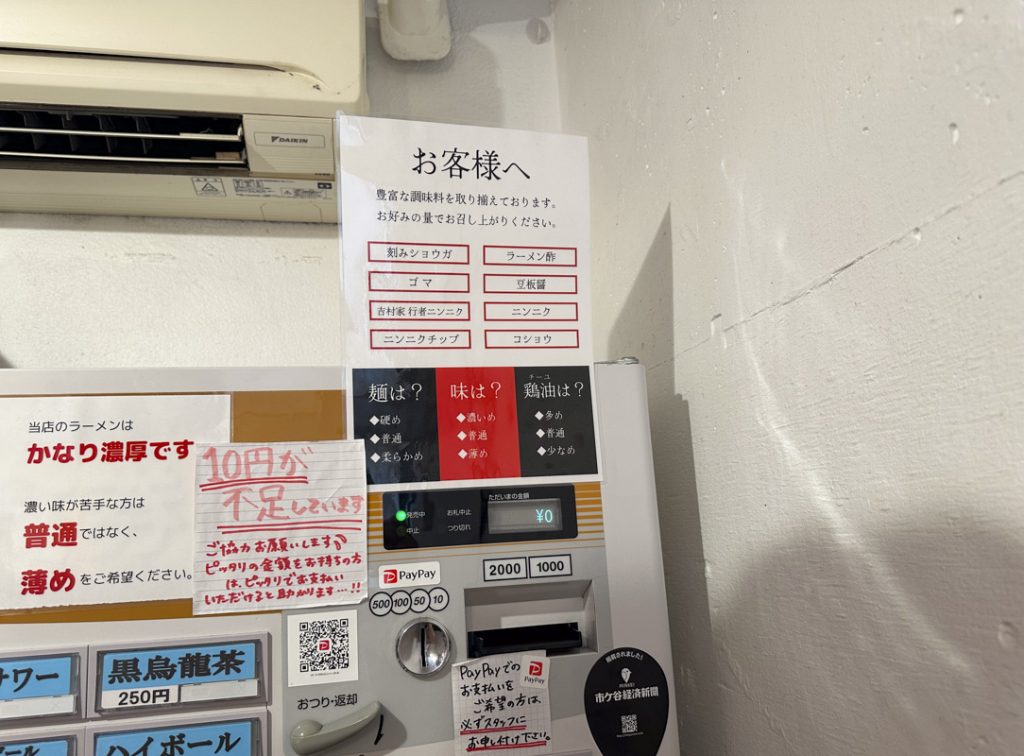 DAIKIN
お客様へ
豊富な調味料を取り揃えております。
お好みの量でお召し上がりください。
刻みショウガ
ラーメン酢
ゴマ
豆板醤
吉村家 行者ニンニク
ニンニク
ニンニクチップ
コショウ
麺は?
◆硬め
◆普通
◆柔らかめ
味は?
◆濃いめ
◆普通
◆薄め
チーユ
鶏油は?
◆多め
◆普通
◆少なめ
当店のラーメンは
かなり濃厚です
濃い味が苦手な方は
普通ではなく、
薄めをご希望ください。
10円が
不足しています
ご協力お願いします
ピッタリの金額をお持ちの方
は、ピッタリでお支払い
いただけると助かります…!!
発売中
中止
お札中止
つり切れ
ただいまの金額
¥0
PayPay
2000 1000
500 100 50 10
おつり・返却
PayPayでの
お支払いを
ご希望の方は、
必ずスタッフに
お申し付け下さい。
PayPay
掲載されました!
市ケ谷経済新聞
サワー
黒烏龍茶
250円
ハイボール